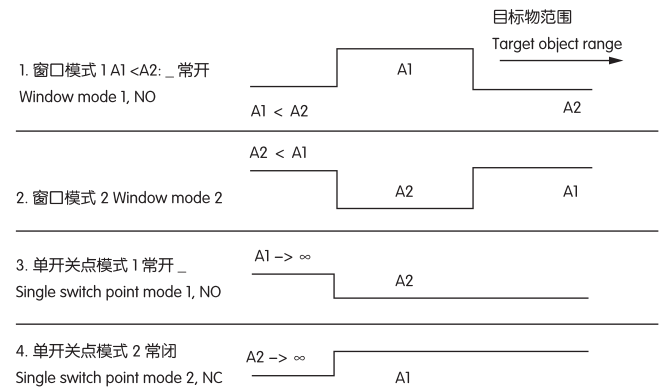 目标物范围
Target object range
1. 窗口模式 1 A1 <A2: _ 常开
Window mode 1, NO
A1
A1 < A2
A2
A2 < A1
2. 窗口模式 2 Window mode 2
A2
A1
3. 单开关点模式 1 常开 _
Single switch point mode 1, NO
A1 -> ∞
A2
4. 单开关点模式 2 常闭
Single switch point mode 2, NC
A2 -> ∞
A1